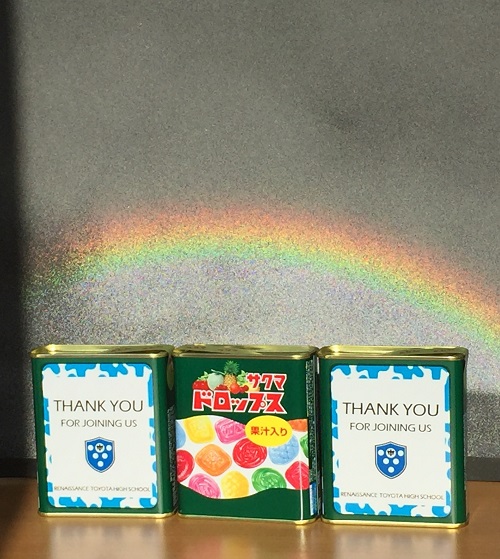 THANK YOU
FOR JOINING US
RENAISSANCE TOYOTA HIGH SCHOOL
サクマ
ドロップス
果汁入り
THANK YOU
FOR JOINING US
RENAISSANCE TOYOTA HIGH SCHOOL